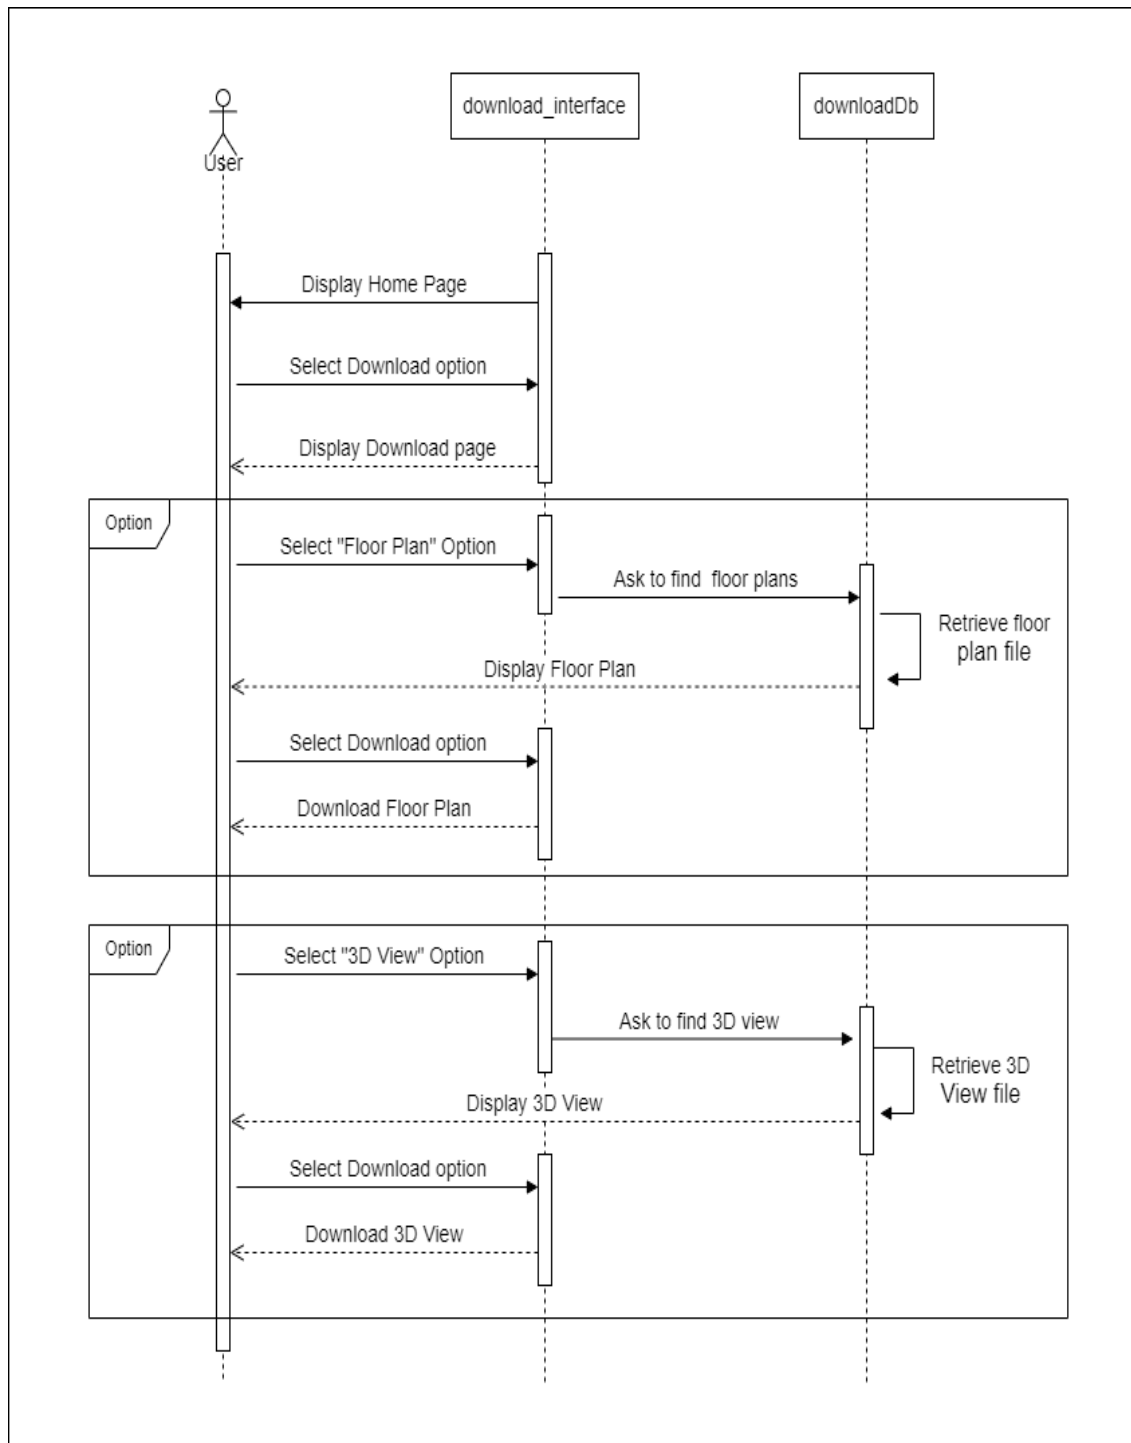 download_interface
downloadDb
User
Display Home Page
Select Download option
Display Download page
Option
Select "Floor Plan" Option
Ask to find floor plans
Retrieve floor
plan file
Display Floor Plan
Select Download option
Download Floor Plan
Option
Select "3D View" Option
Ask to find 3D view
Retrieve 3D
View file
Display 3D View
Select Download option
Download 3D View